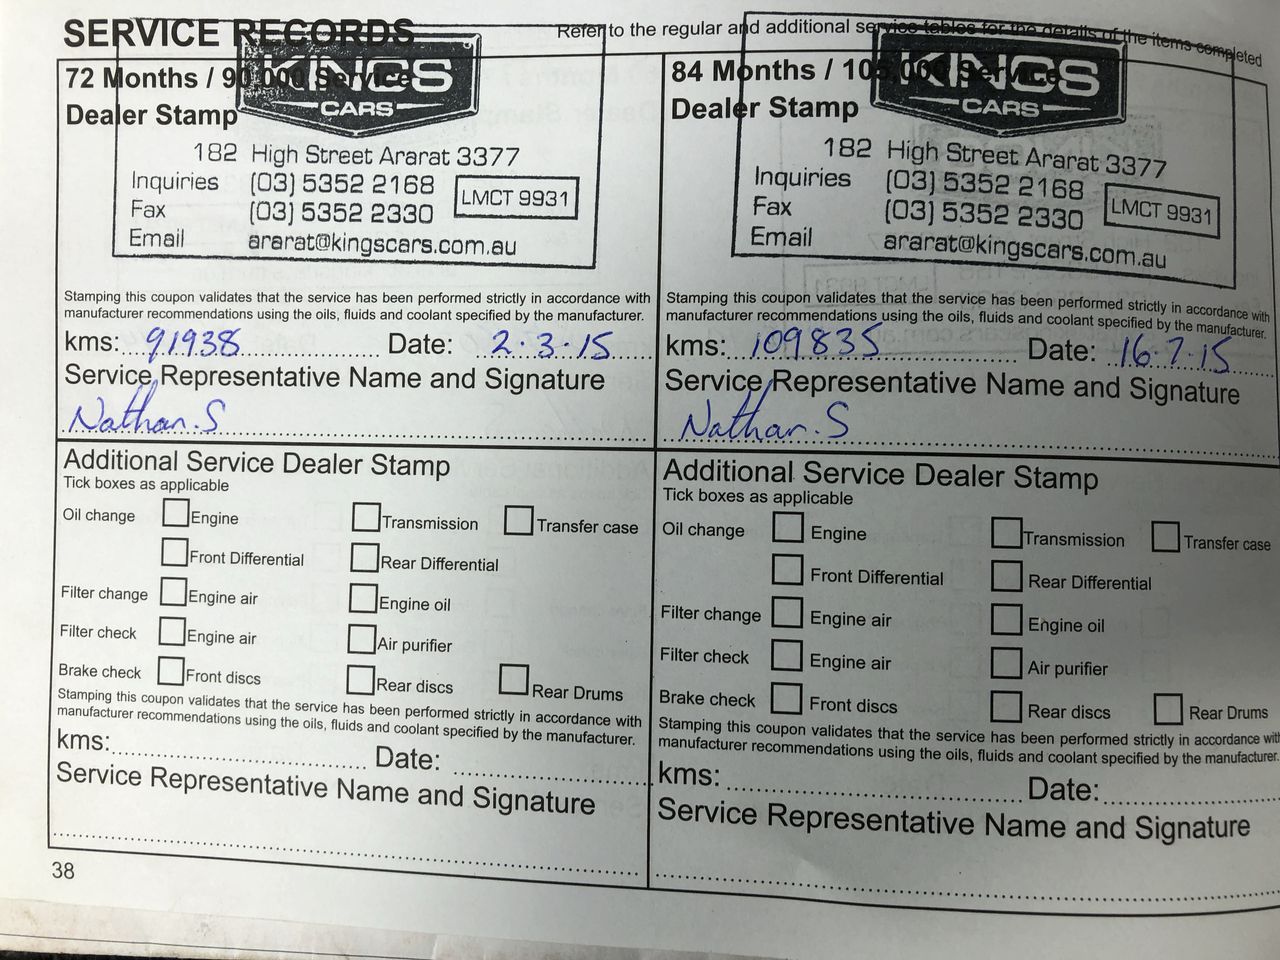 SERVICE RECORDS
Refer to the regular and additional service tables for the details of the items completed
72 Months / 90,000 Service
Dealer Stamp
KINGS
CARS
182 High Street Ararat 3377
Inquiries (03) 5352 2168
LMCT 9931
Fax (03) 5352 2330
Email ararat@kingscars.com.au
Stamping this coupon validates that the service has been performed strictly in accordance with
manufacturer recommendations using the oils, fluids and coolant specified by the manufacturer.
kms: 91938 Date: 2.3.15
Service Representative Name and Signature
Nathan.S
Additional Service Dealer Stamp
Tick boxes as applicable
Oil change Engine Transmission Transfer case
Front Differential Rear Differential
Filter change Engine air Engine oil
Filter check Engine air Air purifier
Brake check Front discs Rear discs Rear Drums
Stamping this coupon validates that the service has been performed strictly in accordance with
manufacturer recommendations using the oils, fluids and coolant specified by the manufacturer.
kms: Date:
Service Representative Name and Signature
38
84 Months / 105,000 Service
Dealer Stamp
KINGS
CARS
182 High Street Ararat 3377
Inquiries (03) 5352 2168
LMCT 9931
Fax (03) 5352 2330
Email ararat@kingscars.com.au
Stamping this coupon validates that the service has been performed strictly in accordance with
manufacturer recommendations using the oils, fluids and coolant specified by the manufacturer.
kms: 109835 Date: 16.7.15
Service Representative Name and Signature
Nathan.S
Additional Service Dealer Stamp
Tick boxes as applicable
Oil change Engine Transmission Transfer case
Front Differential Rear Differential
Filter change Engine air Engine oil
Filter check Engine air Air purifier
Brake check Front discs Rear discs Rear Drums
Stamping this coupon validates that the service has been performed strictly in accordance with
manufacturer recommendations using the oils, fluids and coolant specified by the manufacturer.
kms: Date:
Service Representative Name and Signature